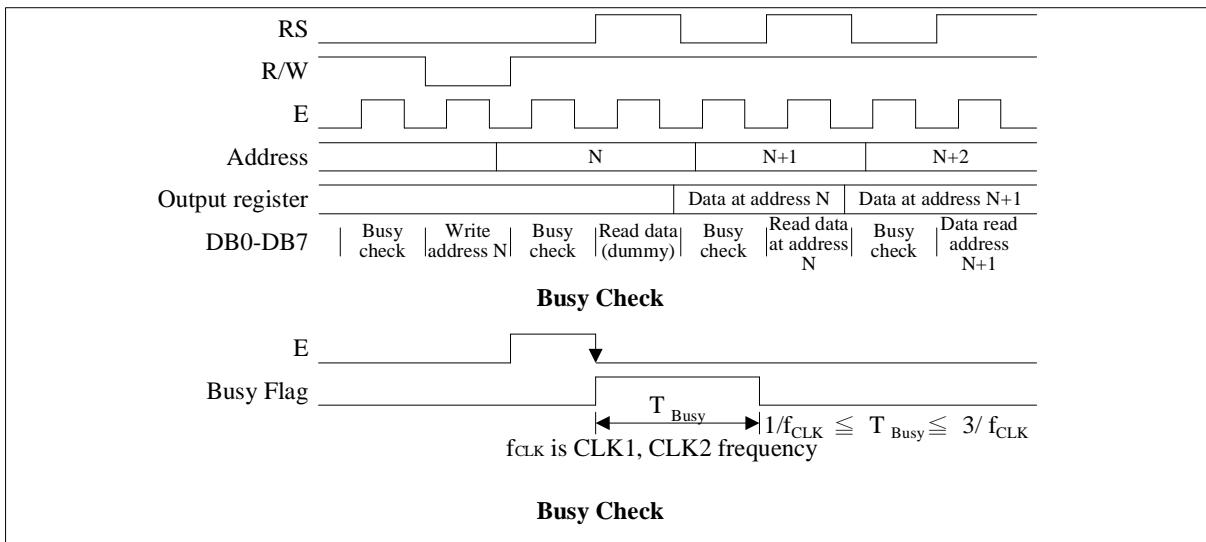 RS
R/W
E
Address N N+1 N+2
Output register Data at address N Data at address N+1
DB0-DB7
Busy check
Write address N
Busy check
Read data (dummy)
Busy check
Read data at address N
Busy check
Data read address N+1
Busy Check
E
Busy Flag
T Busy
1/fCLK ≦ T Busy ≦ 3/ fCLK
fCLK is CLK1, CLK2 frequency
Busy Check